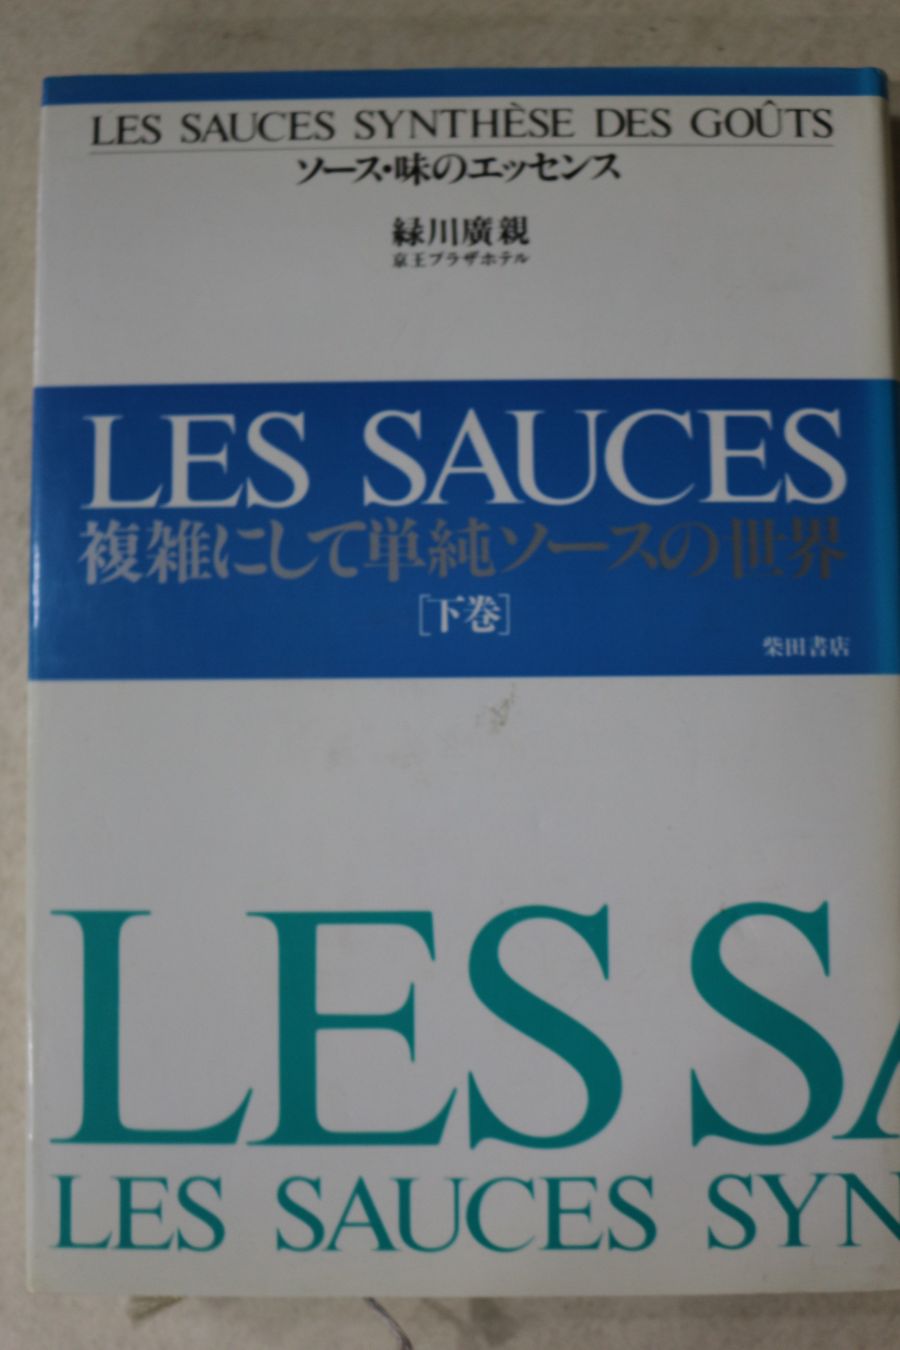 LES SAUCES SYNTHÈSE DES GOÛTS
ソース・味のエッセンス
緑川廣親
京王プラザホテル
LES SAUCES
複雑にして単純ソースの世界
[下巻]
柴田書店
LES SA
LES SAUCES SYN